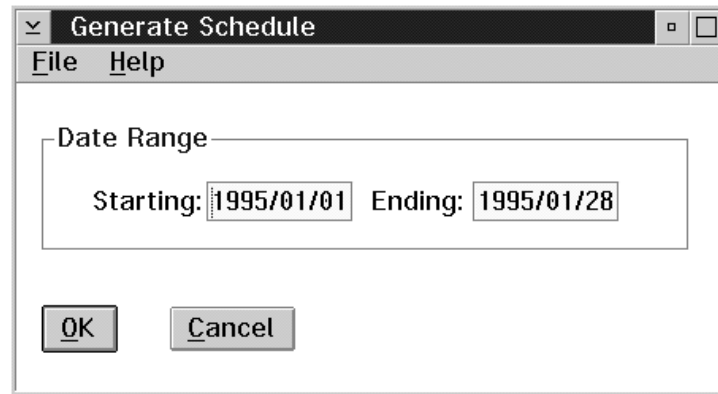 Generate Schedule
File Help
Date Range
Starting: 1995/01/01 Ending: 1995/01/28
OK Cancel